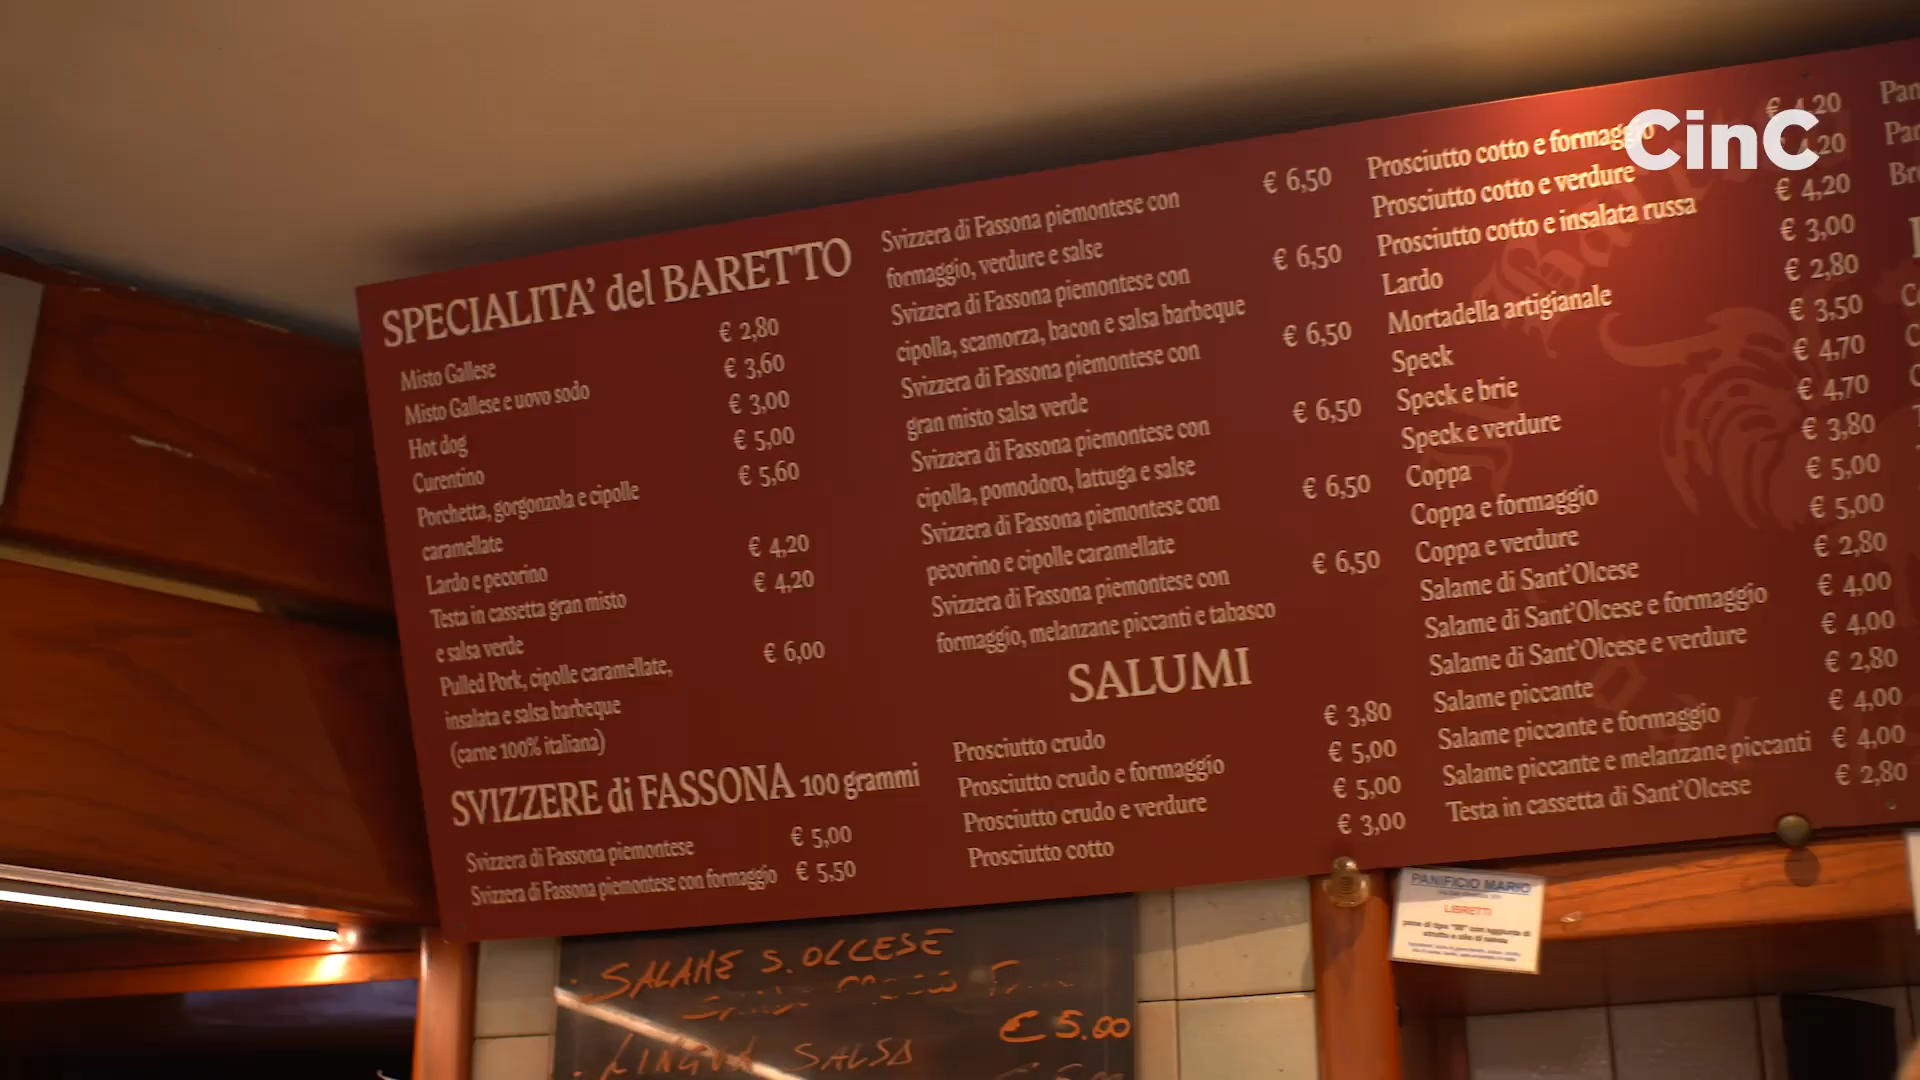 SPECIALITA' del BARETTO
Misto Gallese € 2,80
Misto Gallese e uovo sodo € 3,60
Hot dog € 3,00
Curentino € 5,00
Porchetta, gorgonzola e cipolle € 5,60
caramellate
Lardo e pecorino € 4,20
Testa in cassetta gran misto € 4,20
e salsa verde
Pulled Pork, cipolle caramellate, € 6,00
insalata e salsa barbeque
(carne 100% italiana)
SVIZZERE di FASSONA 100 grammi
Svizzera di Fassona piemontese € 5,00
Svizzera di Fassona piemontese con formaggio € 5,50
Svizzera di Fassona piemontese con € 6,50
formaggio, verdure e salse
Svizzera di Fassona piemontese con € 6,50
cipolla, scamorza, bacon e salsa barbeque
Svizzera di Fassona piemontese con € 6,50
gran misto salsa verde
Svizzera di Fassona piemontese con € 6,50
cipolla, pomodoro, lattuga e salse
Svizzera di Fassona piemontese con € 6,50
pecorino e cipolle caramellate
Svizzera di Fassona piemontese con € 6,50
formaggio, melanzane piccanti e tabasco
SALUMI
Prosciutto crudo € 3,80
Prosciutto crudo e formaggio € 5,00
Prosciutto crudo e verdure € 5,00
Prosciutto cotto € 3,00
Prosciutto cotto e formaggio € 4,20
Prosciutto cotto e verdure 4,20
Prosciutto cotto e insalata russa € 4,20
Lardo € 3,00
Mortadella artigianale € 2,80
Speck € 3,50
Speck e brie € 4,70
Speck e verdure € 4,70
Coppa € 3,80
Coppa e formaggio € 5,00
Coppa e verdure € 5,00
Salame di Sant'Olcese € 2,80
Salame di Sant'Olcese e formaggio € 4,00
Salame di Sant'Olcese e verdure € 4,00
Salame piccante € 2,80
Salame piccante e formaggio € 4,00
Salame piccante e melanzane piccanti € 4,00
Testa in cassetta di Sant'Olcese € 2,80
CinC
PANIFICIO MARIO
LIBRETTI
SALAME S. OLCESE
€ 5.00
LINGUA SALSA